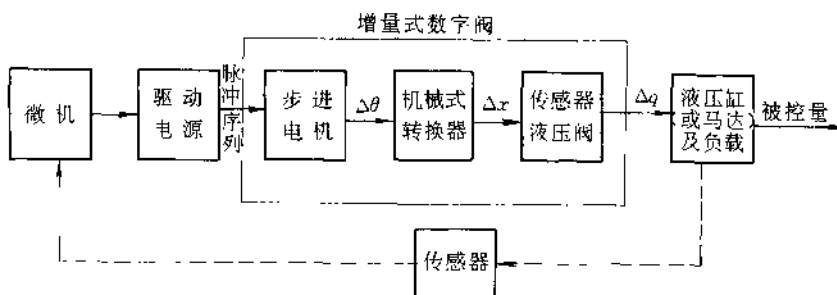 增量式数字阀
微机
驱动
电源
脉冲序列
步进
电机
Δθ
机械式
转换器
Δx
传感器
液压阀
Δq
液压缸
或马达
及负载
被控量
传感器